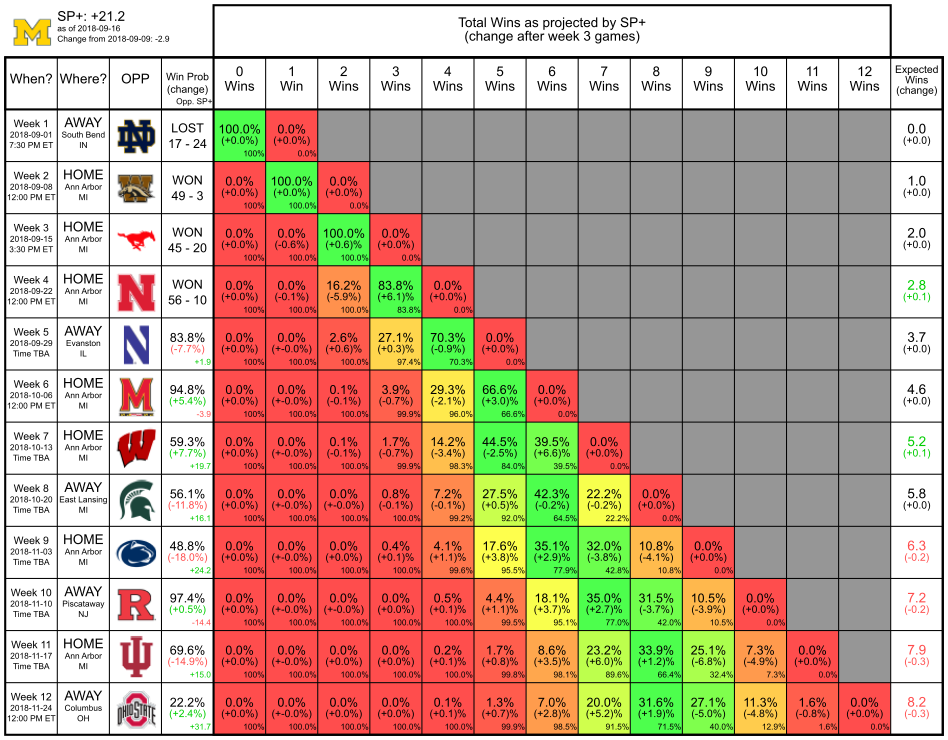 SP+: +21.2
as of 2018-09-16
Change from 2018-09-09: -2.9
Total Wins as projected by SP+
(change after week 3 games)
When? Where? OPP Win Prob (change) Opp. SP+ 0 Wins 1 Win 2 Wins 3 Wins 4 Wins 5 Wins 6 Wins 7 Wins 8 Wins 9 Wins 10 Wins 11 Wins 12 Wins Expected Wins (change)
Week 1 AWAY LOST 100.0% 0.0% 0.0
2018-09-01 South Bend ND 17 - 24 (+0.0%) (+0.0%) (+0.0)
7:30 PM ET IN 100% 0.0%
Week 2 HOME WON 0.0% 100.0% 0.0% 1.0
2018-09-08 Ann Arbor W 49 - 3 (+0.0%) (+0.0%) (+0.0%) (+0.0)
12:00 PM ET MI 100% 100.0% 0.0%
Week 3 HOME WON 0.0% 0.0% 100.0% 0.0% 2.0
2018-09-15 Ann Arbor 45 - 20 (+0.0%) (-0.6%) (+0.6)% (+0.0%) (+0.0)
3:30 PM ET MI 100% 100.0% 100.0% 0.0%
Week 4 HOME WON 0.0% 0.0% 16.2% 83.8% 0.0% 2.8
2018-09-22 Ann Arbor N 56 - 10 (+0.0%) (-0.1%) (-5.9%) (+6.1)% (+0.0%) (+0.1)
12:00 PM ET MI 100% 100.0% 100.0% 83.8% 0.0%
Week 5 AWAY 83.8% 0.0% 0.0% 2.6% 27.1% 70.3% 0.0% 3.7
2018-09-29 Evanston N (-7.7%) (+0.0%) (+-0.0%) (+0.6)% (+0.3)% (-0.9%) (+0.0%) (+0.0)
Time TBA IL +1.9 100% 100.0% 100.0% 97.4% 70.3% 0.0%
Week 6 HOME 94.8% 0.0% 0.0% 0.1% 3.9% 29.3% 66.6% 0.0% 4.6
2018-10-06 Ann Arbor M (+5.4%) (+0.0%) (+-0.0%) (-0.1%) (-0.7%) (-2.1%) (+3.0)% (+0.0%) (+0.0)
12:00 PM ET MI -3.9 100% 100.0% 100.0% 99.9% 96.0% 66.6% 0.0%
Week 7 HOME 59.3% 0.0% 0.0% 0.1% 1.7% 14.2% 44.5% 39.5% 0.0% 5.2
2018-10-13 Ann Arbor W (+7.7%) (+0.0%) (+-0.0%) (-0.1%) (-0.7%) (-3.4%) (-2.5%) (+6.6)% (+0.0%) (+0.1)
Time TBA MI +19.7 100% 100.0% 100.0% 99.9% 98.3% 84.0% 39.5% 0.0%
Week 8 AWAY 56.1% 0.0% 0.0% 0.0% 0.8% 7.2% 27.5% 42.3% 22.2% 0.0% 5.8
2018-10-20 East Lansing (-11.8%) (+0.0%) (+-0.0%) (+-0.0%) (-0.1%) (-0.1%) (+0.5)% (-0.2%) (-0.2%) (+0.0%) (+0.0)
Time TBA MI +16.1 100% 100.0% 100.0% 100.0% 99.2% 92.0% 64.5% 22.2% 0.0%
Week 9 HOME 48.8% 0.0% 0.0% 0.0% 0.4% 4.1% 17.6% 35.1% 32.0% 10.8% 0.0% 6.3
2018-11-03 Ann Arbor (-18.0%) (+0.0%) (+-0.0%) (+0.0%) (+0.1%) (+1.1)% (+3.8)% (+2.9)% (-3.8%) (-4.1%) (+0.0%) (-0.2)
Time TBA MI +24.2 100% 100.0% 100.0% 100.0% 99.6% 95.5% 77.9% 42.8% 10.8% 0.0%
Week 10 AWAY 97.4% 0.0% 0.0% 0.0% 0.0% 0.5% 4.4% 18.1% 35.0% 31.5% 10.5% 0.0% 7.2
2018-11-10 Piscataway R (+0.5%) (+0.0%) (+-0.0%) (+-0.0%) (+0.0%) (+0.1%) (+1.1)% (+3.7)% (+2.7)% (-3.7%) (-3.9%) (+0.0%) (-0.2)
Time TBA NJ -14.4 100% 100.0% 100.0% 100.0% 100.0% 99.5% 95.1% 77.0% 42.0% 10.5% 0.0%
Week 11 HOME 69.6% 0.0% 0.0% 0.0% 0.0% 0.2% 1.7% 8.6% 23.2% 33.9% 25.1% 7.3% 0.0% 7.9
2018-11-17 Ann Arbor (-14.9%) (+0.0%) (+-0.0%) (+-0.0%) (+0.0%) (+0.1%) (+0.8)% (+3.5)% (+6.0)% (+1.2)% (-6.8%) (-4.9%) (+0.0%) (-0.3)
Time TBA MI +15.0 100% 100.0% 100.0% 100.0% 100.0% 99.8% 98.1% 89.6% 66.4% 32.4% 7.3% 0.0%
Week 12 AWAY 22.2% 0.0% 0.0% 0.0% 0.0% 0.1% 1.3% 7.0% 20.0% 31.6% 27.1% 11.3% 1.6% 0.0% 8.2
2018-11-24 Columbus OHIO STATE (+2.4%) (+0.0%) (+-0.0%) (+-0.0%) (+0.0%) (+0.1%) (+0.7)% (+2.8)% (+5.2)% (+1.9)% (-5.0%) (-4.8%) (-0.8%) (+0.0%) (-0.3)
12:00 PM ET OH +31.7 100% 100.0% 100.0% 100.0% 100.0% 99.9% 98.5% 91.5% 71.5% 40.0% 12.9% 1.6% 0.0%